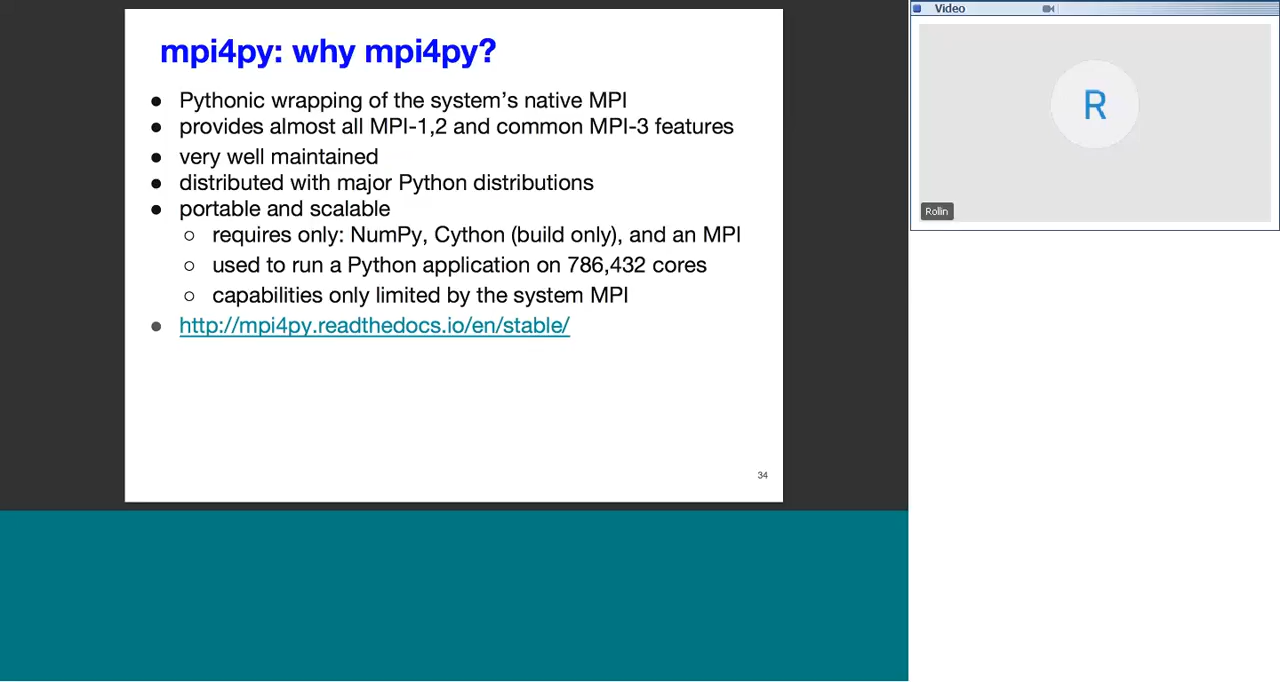 mpi4py: why mpi4py?
● Pythonic wrapping of the system's native MPI
● provides almost all MPI-1,2 and common MPI-3 features
● very well maintained
● distributed with major Python distributions
● portable and scalable
○ requires only: NumPy, Cython (build only), and an MPI
○ used to run a Python application on 786,432 cores
○ capabilities only limited by the system MPI
● http://mpi4py.readthedocs.io/en/stable/
34
Video
R
Rolin